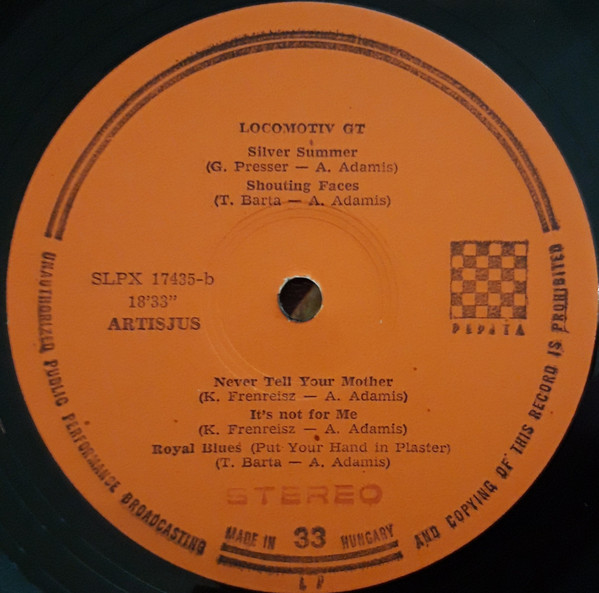 LOCOMOTIV GT
Silver Summer
(G. Presser — A. Adamis)
Shouting Faces
(T. Barta — A. Adamis)
SLPX 17435-b
18'33"
ARTISJUS
PEPITA
Never Tell Your Mother
(K. Frenreisz — A. Adamis)
It's not for Me
(K. Frenreisz — A. Adamis)
Royal Blues (Put Your Hand in Plaster)
(T. Barta — A. Adamis)
STEREO
UNAUTHORIZED PUBLIC PERFORMANCE BROADCASTING AND COPYING OF THIS RECORD IS PROHIBITED
MADE IN 33 HUNGARY
LP